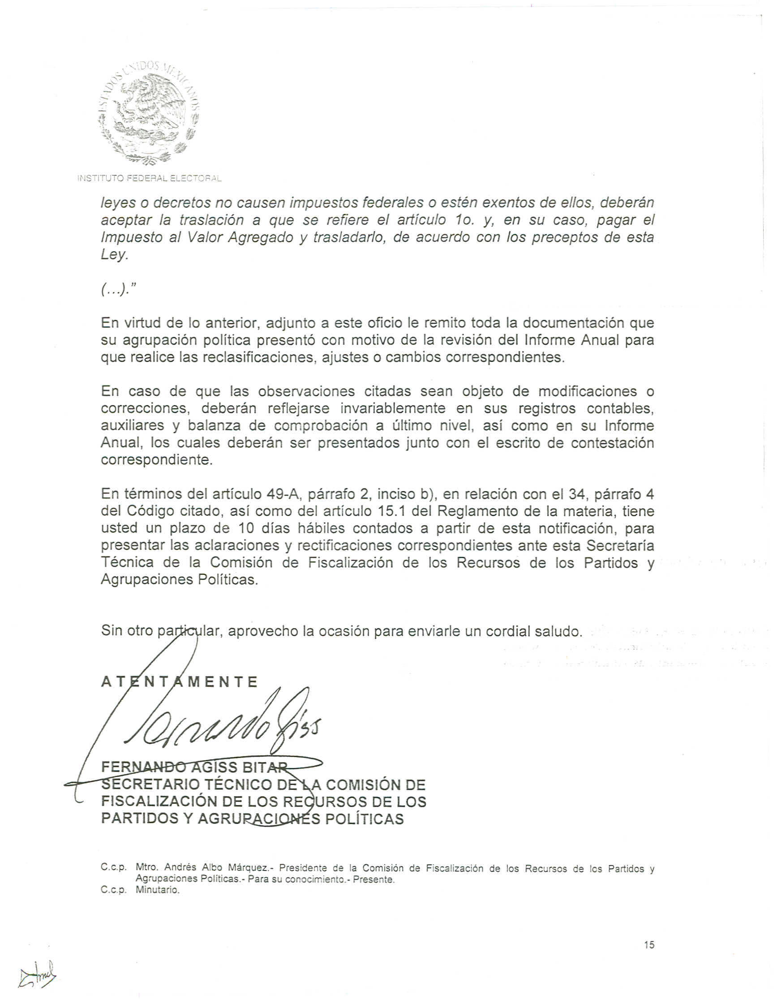 ESTADOS UNIDOS MEXICANOS
INSTITUTO FEDERAL ELECTORAL
leyes o decretos no causen impuestos federales o estén exentos de ellos, deberán
aceptar la traslación a que se refiere el artículo 1o. y, en su caso, pagar el
Impuesto al Valor Agregado y trasladarlo, de acuerdo con los preceptos de esta
Ley.
(...)."
En virtud de lo anterior, adjunto a este oficio le remito toda la documentación que
su agrupación política presentó con motivo de la revisión del Informe Anual para
que realice las reclasificaciones, ajustes o cambios correspondientes.
En caso de que las observaciones citadas sean objeto de modificaciones o
correcciones, deberán reflejarse invariablemente en sus registros contables,
auxiliares y balanza de comprobación a último nivel, así como en su Informe
Anual, los cuales deberán ser presentados junto con el escrito de contestación
correspondiente.
En términos del artículo 49-A, párrafo 2, inciso b), en relación con el 34, párrafo 4
del Código citado, así como del artículo 15.1 del Reglamento de la materia, tiene
usted un plazo de 10 días hábiles contados a partir de esta notificación, para
presentar las aclaraciones y rectificaciones correspondientes ante esta Secretaría
Técnica de la Comisión de Fiscalización de los Recursos de los Partidos y
Agrupaciones Políticas.
Sin otro particular, aprovecho la ocasión para enviarle un cordial saludo.
A T E N T A M E N T E
FERNANDO AGISS BITAR
SECRETARIO TÉCNICO DE LA COMISIÓN DE
FISCALIZACIÓN DE LOS RECURSOS DE LOS
PARTIDOS Y AGRUPACIONES POLÍTICAS
C.c.p. Mtro. Andrés Albo Márquez.- Presidente de la Comisión de Fiscalización de los Recursos de los Partidos y
Agrupaciones Políticas.- Para su conocimiento.- Presente.
C.c.p. Minutario.
15